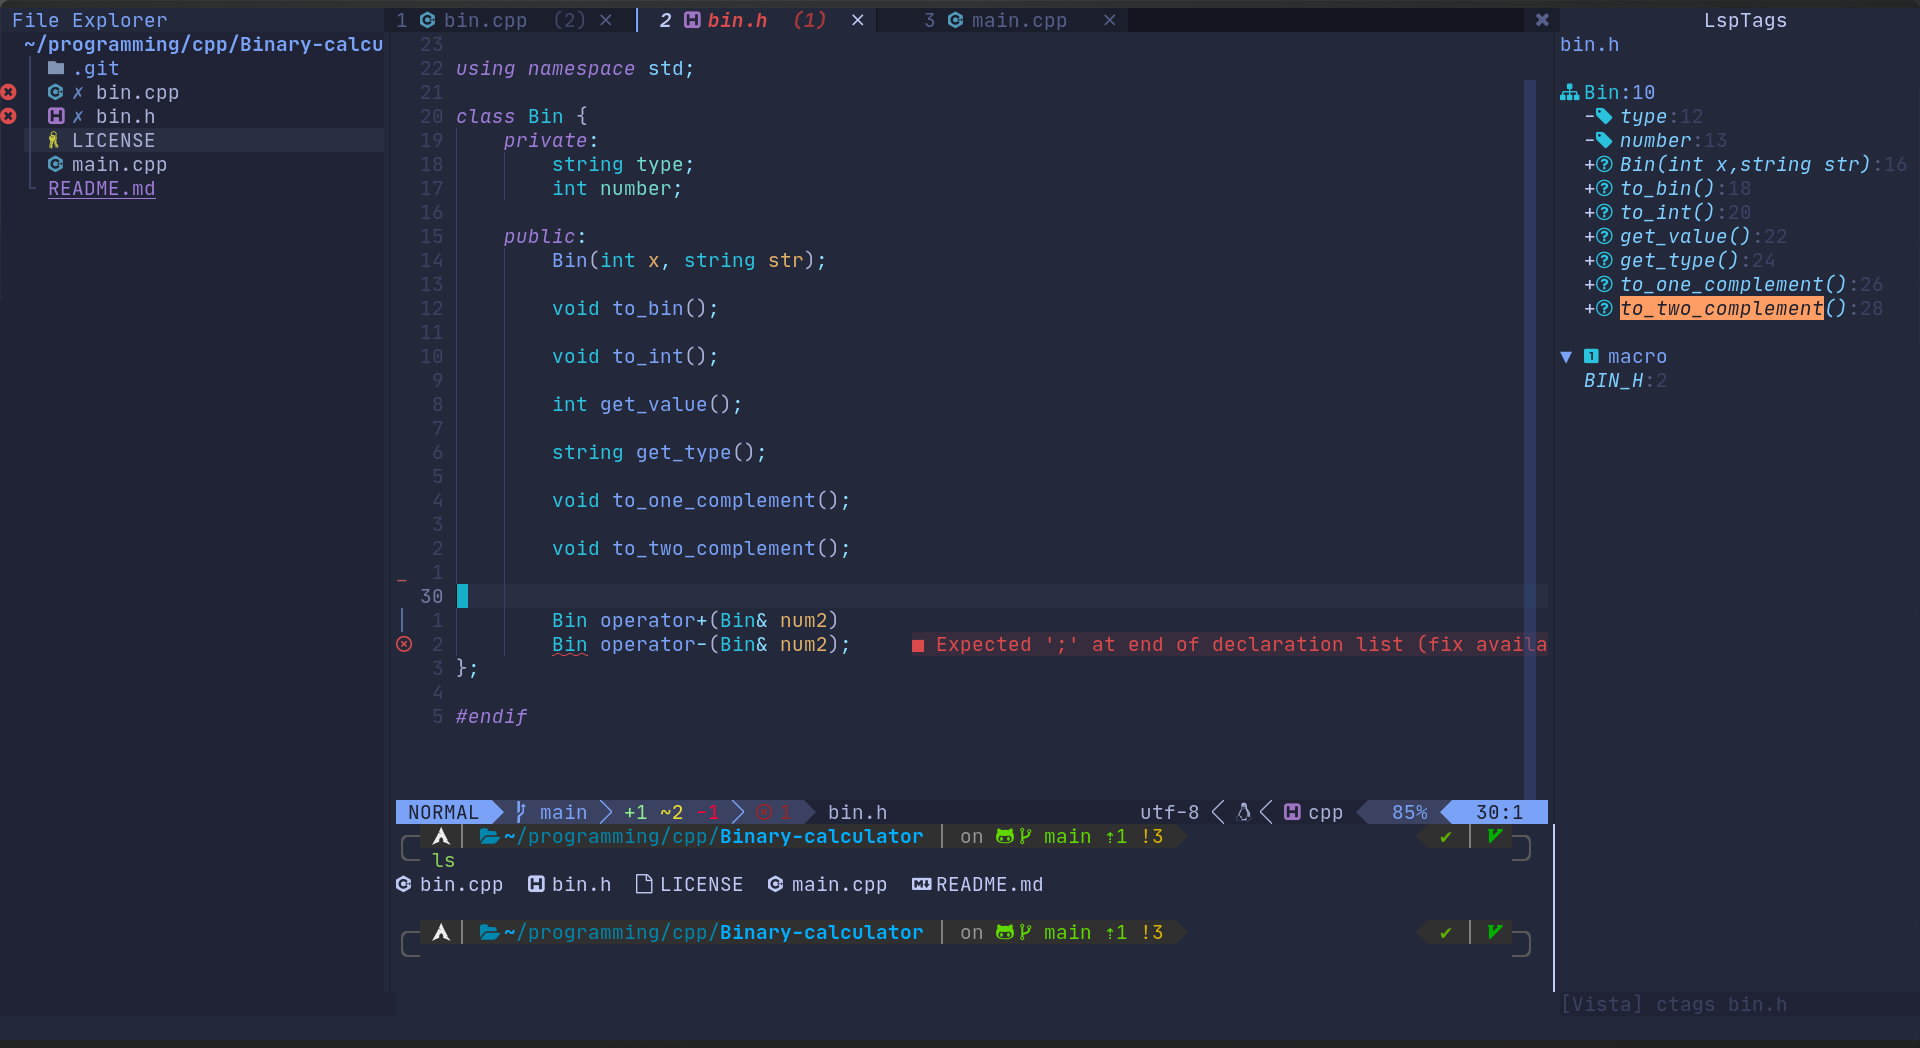 File Explorer
~/programming/cpp/Binary-calcu
.git
✗ bin.cpp
✗ bin.h
LICENSE
main.cpp
README.md
1 bin.cpp (2) ×
2 bin.h (1) ×
3 main.cpp ×
23
22 using namespace std;
21
20 class Bin {
19 private:
18 string type;
17 int number;
16
15 public:
14 Bin(int x, string str);
13
12 void to_bin();
11
10 void to_int();
9
8 int get_value();
7
6 string get_type();
5
4 void to_one_complement();
3
2 void to_two_complement();
1
30
1 Bin operator+(Bin& num2)
2 Bin operator-(Bin& num2); ■ Expected ';' at end of declaration list (fix availa
3 };
4
5 #endif
NORMAL main +1 ~2 -1 1 bin.h utf-8 cpp 85% 30:1
~/programming/cpp/Binary-calculator on main ⇡1 !3 ✔
ls
bin.cpp bin.h LICENSE main.cpp README.md
~/programming/cpp/Binary-calculator on main ⇡1 !3 ✔
LspTags
bin.h
Bin:10
-type:12
-number:13
+Bin(int x,string str):16
+to_bin():18
+to_int():20
+get_value():22
+get_type():24
+to_one_complement():26
+to_two_complement():28
▼ 1 macro
BIN_H:2
[Vista] ctags bin.h